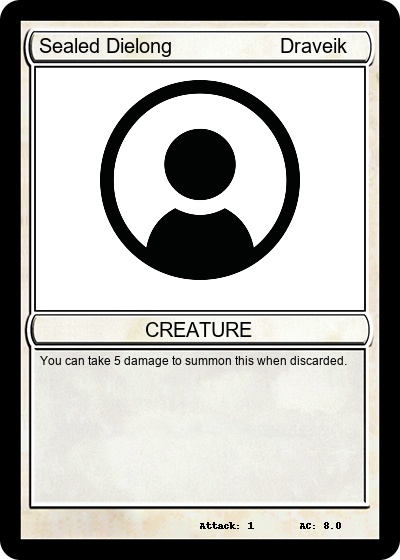 Sealed Dielong Draveik
CREATURE
You can take 5 damage to summon this when discarded.
Attack: 1 AC: 8.0